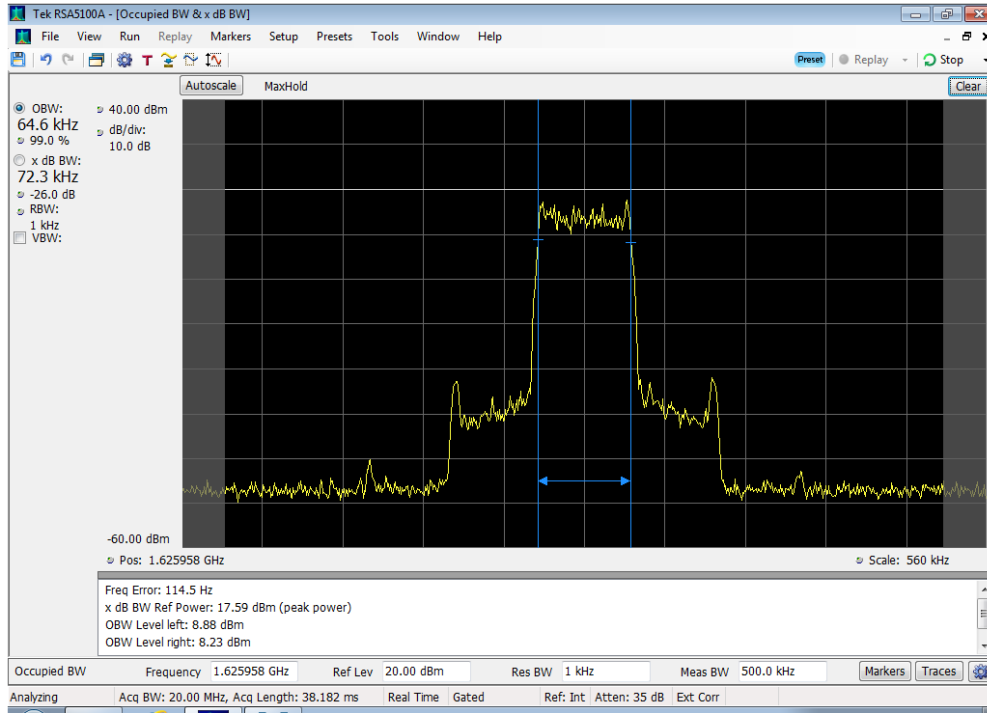 Tek RSA5100A - [Occupied BW & x dB BW]
File View Run Replay Markers Setup Presets Tools Window Help
T Preset Replay Stop
Autoscale MaxHold Clear
OBW:
64.6 kHz
99.0 %
x dB BW:
72.3 kHz
-26.0 dB
RBW:
1 kHz
VBW:
40.00 dBm
dB/div:
10.0 dB
-60.00 dBm
Pos: 1.625958 GHz Scale: 560 kHz
Freq Error: 114.5 Hz
x dB BW Ref Power: 17.59 dBm (peak power)
OBW Level left: 8.88 dBm
OBW Level right: 8.23 dBm
Occupied BW Frequency 1.625958 GHz Ref Lev 20.00 dBm Res BW 1 kHz Meas BW 500.0 kHz Markers Traces
Analyzing Acq BW: 20.00 MHz, Acq Length: 38.182 ms Real Time Gated Ref: Int Atten: 35 dB Ext Corr